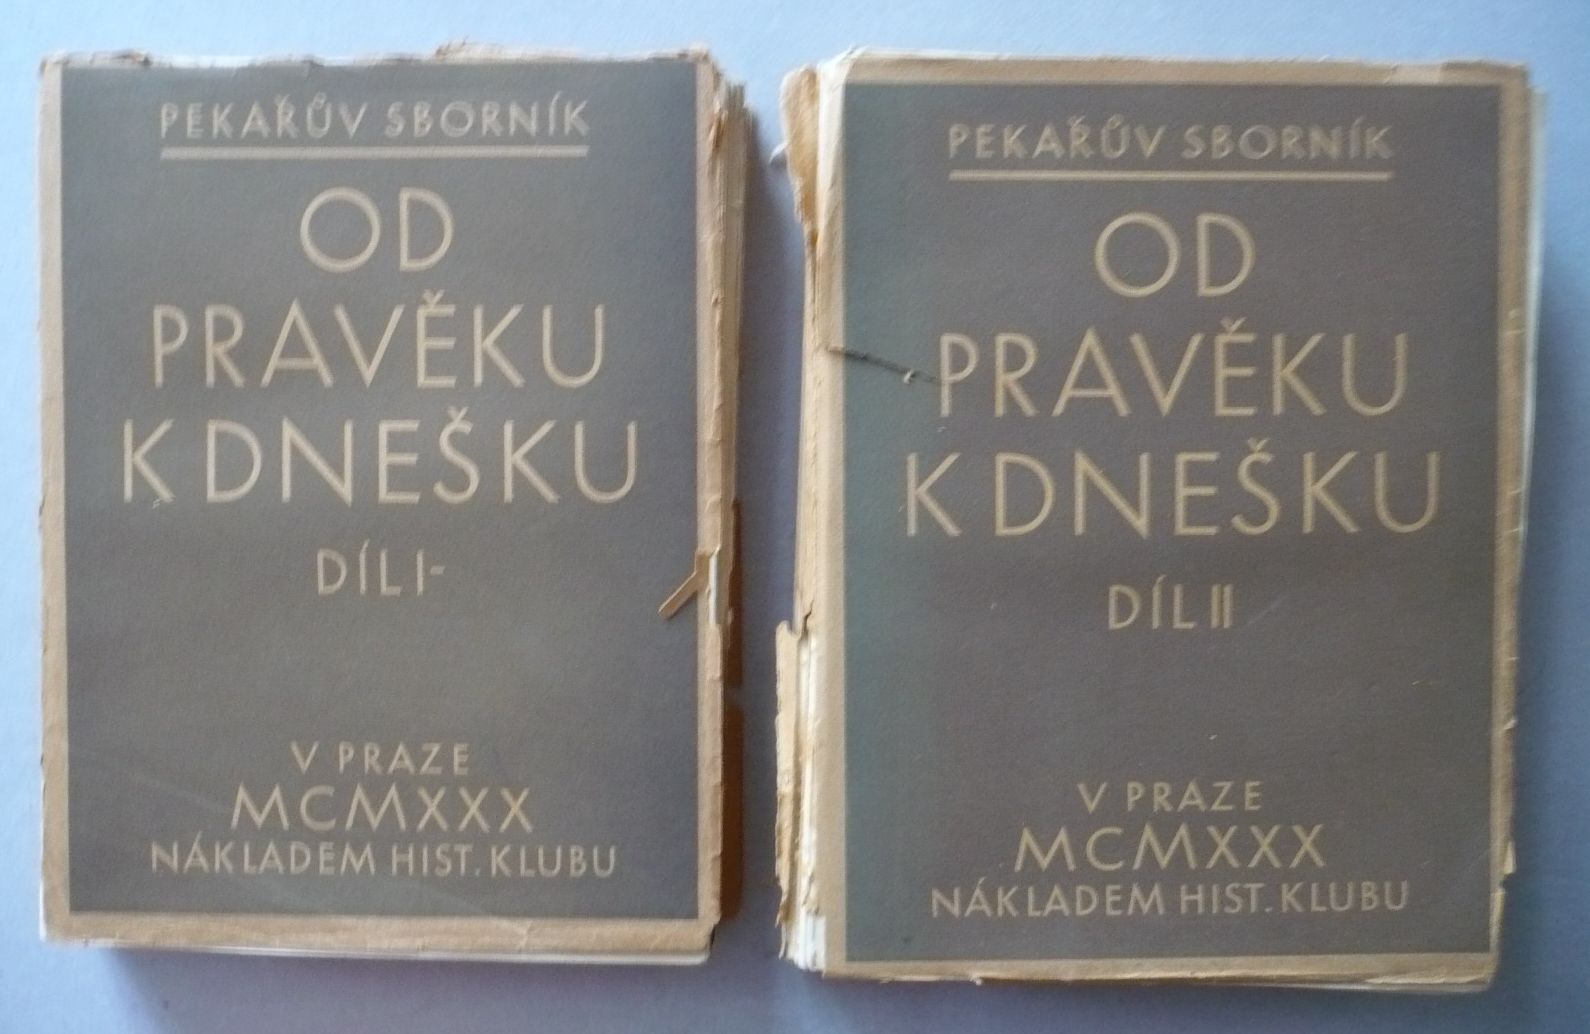 PEKAŘŮV SBORNÍK
OD
PRAVĚKU
K DNEŠKU
DÍL I-
V PRAZE
MCMXXX
NÁKLADEM HIST. KLUBU
PEKAŘŮV SBORNÍK
OD
PRAVĚKU
K DNEŠKU
DÍL II
V PRAZE
MCMXXX
NÁKLADEM HIST. KLUBU